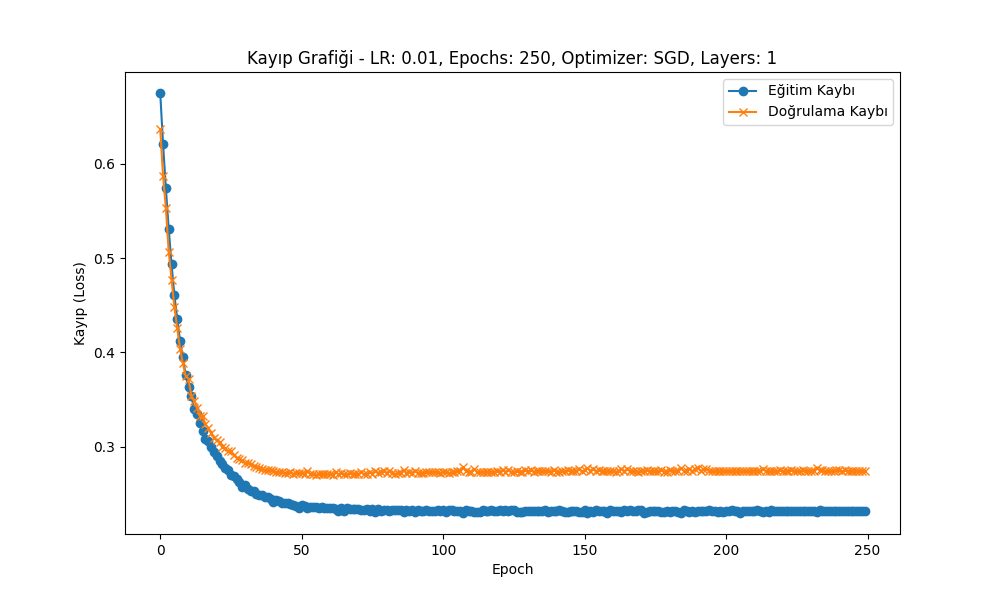 Kayıp Grafiği - LR: 0.01, Epochs: 250, Optimizer: SGD, Layers: 1
Eğitim Kaybı
Doğrulama Kaybı
Kayıp (Loss)
0.6
0.5
0.4
0.3
0
50
100
150
200
250
Epoch